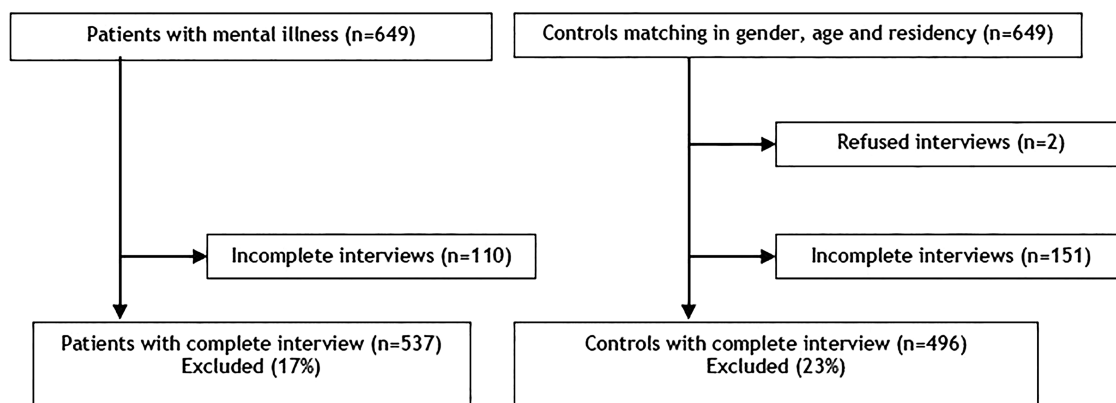 Patients with mental illness (n=649)
Controls matching in gender, age and residency (n=649)
Refused interviews (n=2)
Incomplete interviews (n=110)
Incomplete interviews (n=151)
Patients with complete interview (n=537)
Excluded (17%)
Controls with complete interview (n=496)
Excluded (23%)